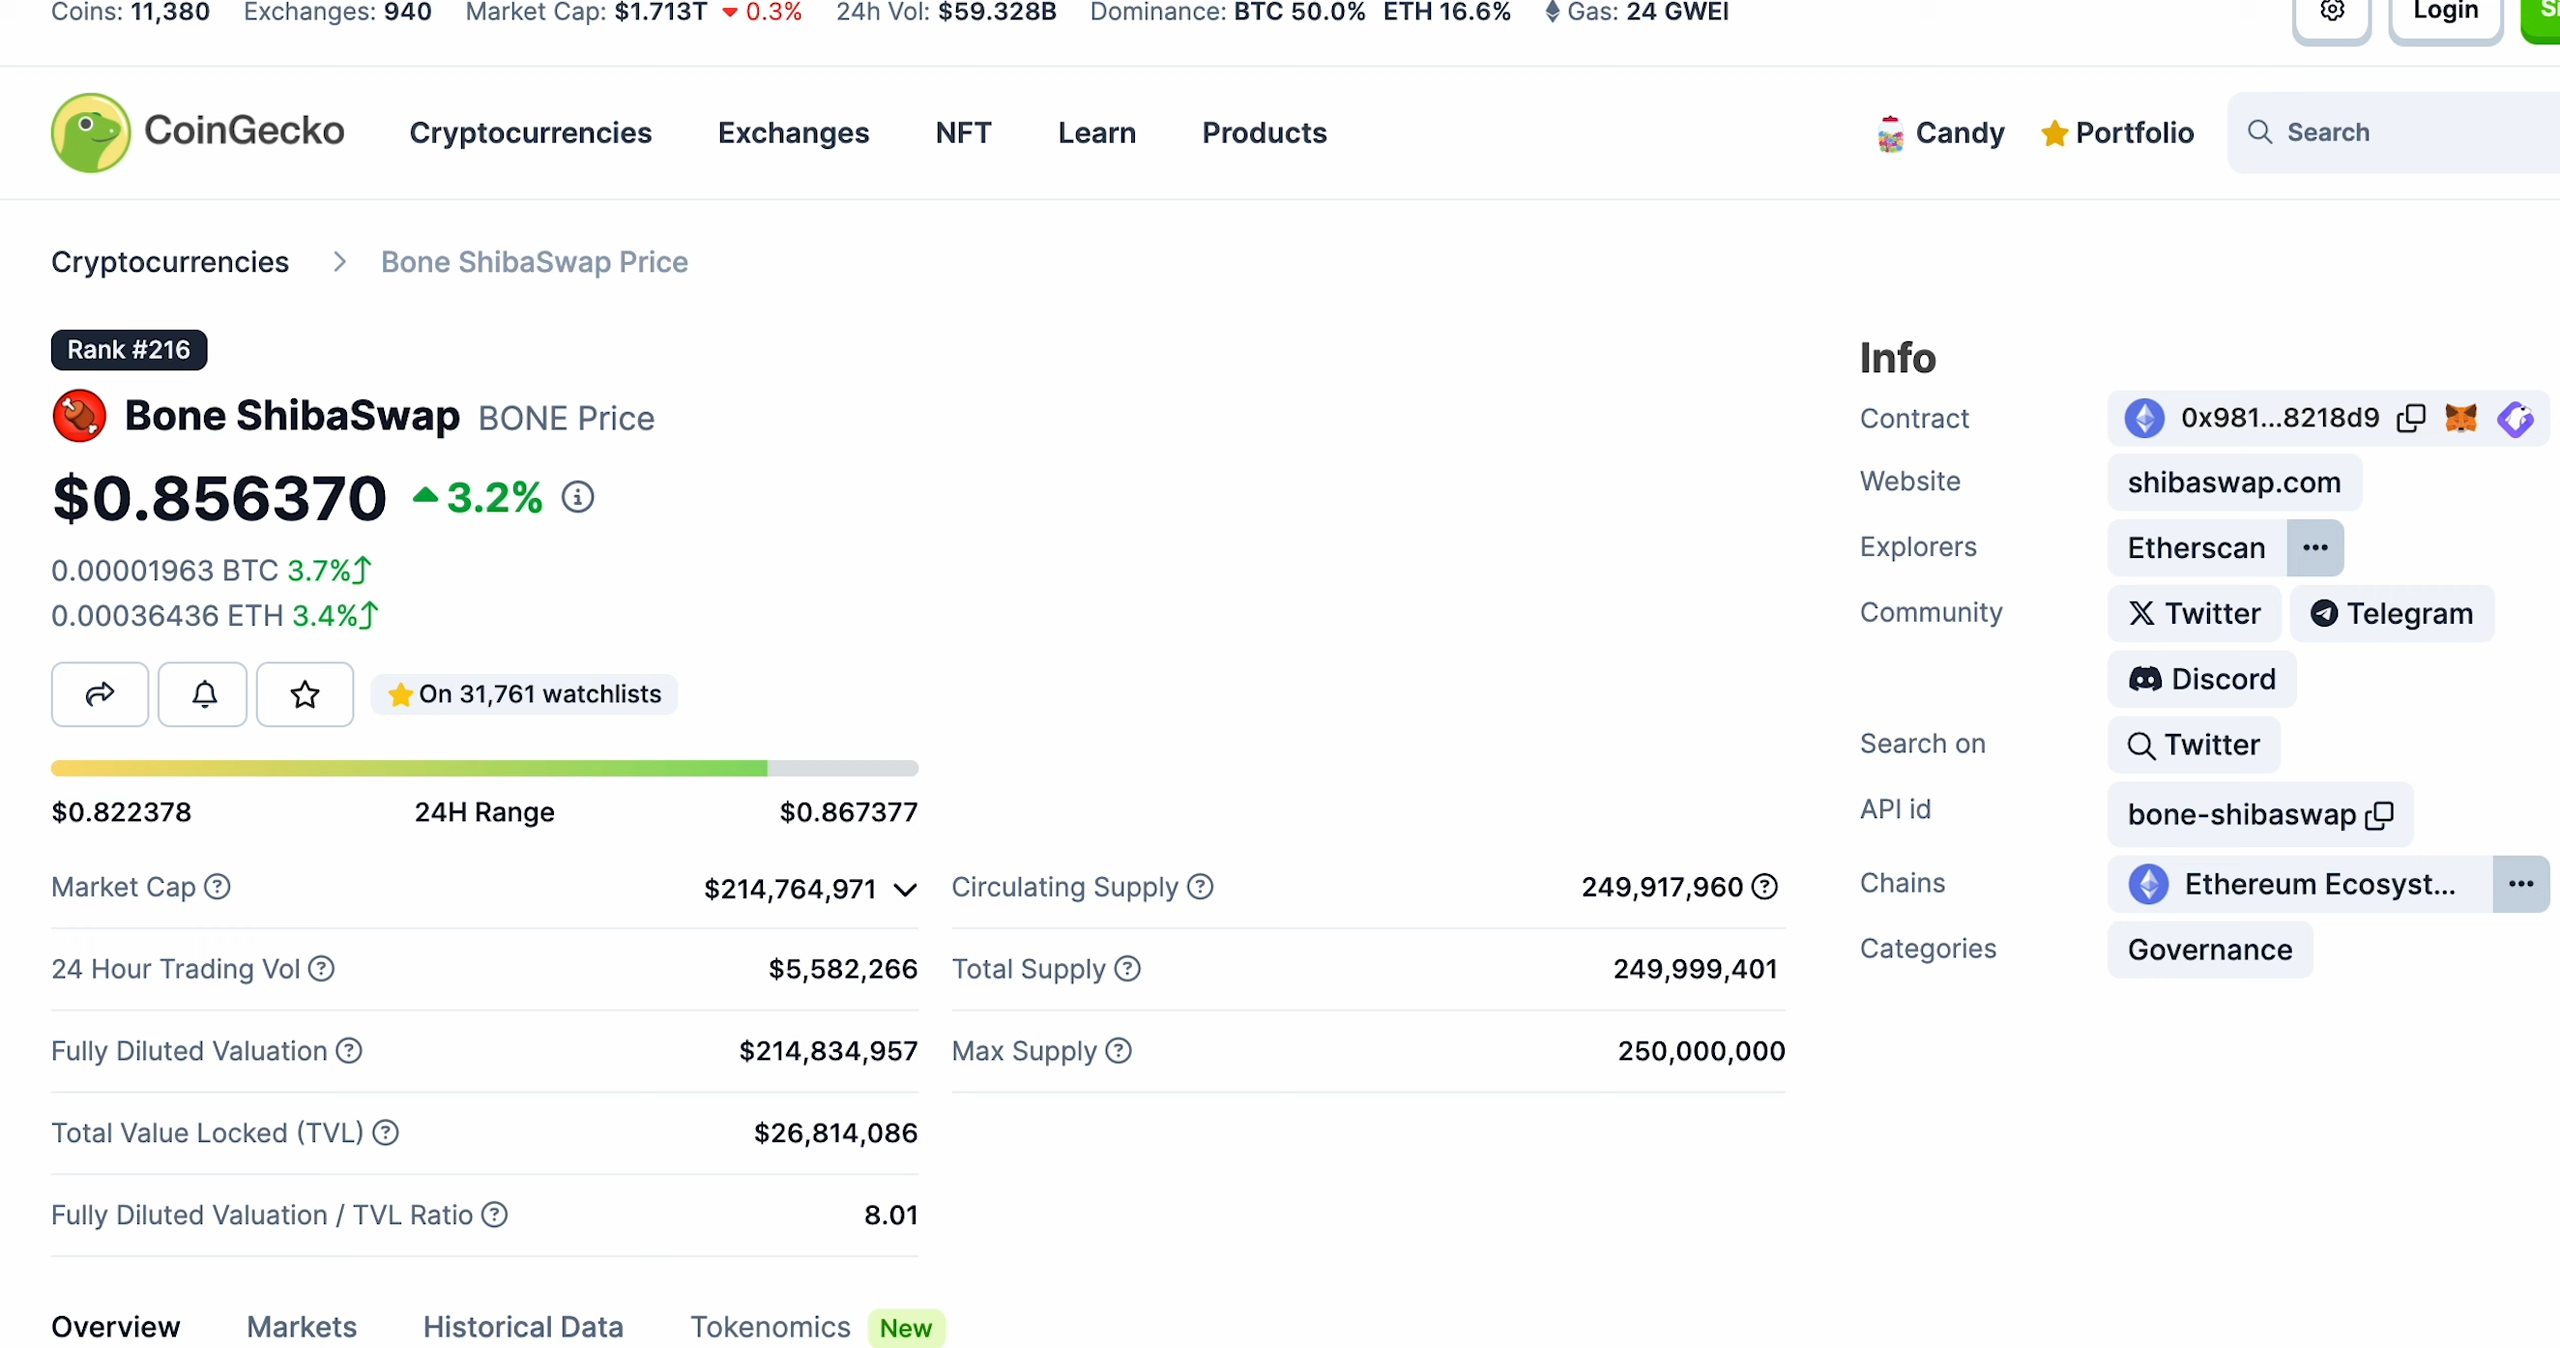 Coins: 11,380 Exchanges: 940 Market Cap: $1.713T 0.3% 24h Vol: $59.328B Dominance: BTC 50.0% ETH 16.6% Gas: 24 GWEI
Login
CoinGecko Cryptocurrencies Exchanges NFT Learn Products Candy Portfolio Search
Cryptocurrencies > Bone ShibaSwap Price
Rank #216
Bone ShibaSwap BONE Price
$0.856370 3.2%
0.00001963 BTC 3.7%
0.00036436 ETH 3.4%
On 31,761 watchlists
$0.822378 24H Range $0.867377
Market Cap $214,764,971
24 Hour Trading Vol $5,582,266
Fully Diluted Valuation $214,834,957
Total Value Locked (TVL) $26,814,086
Fully Diluted Valuation / TVL Ratio 8.01
Circulating Supply 249,917,960
Total Supply 249,999,401
Max Supply 250,000,000
Info
Contract 0x981...8218d9
Website shibaswap.com
Explorers Etherscan
Community Twitter Telegram
Discord
Search on Twitter
API id bone-shibaswap
Chains Ethereum Ecosyst...
Categories Governance
Overview Markets Historical Data Tokenomics New